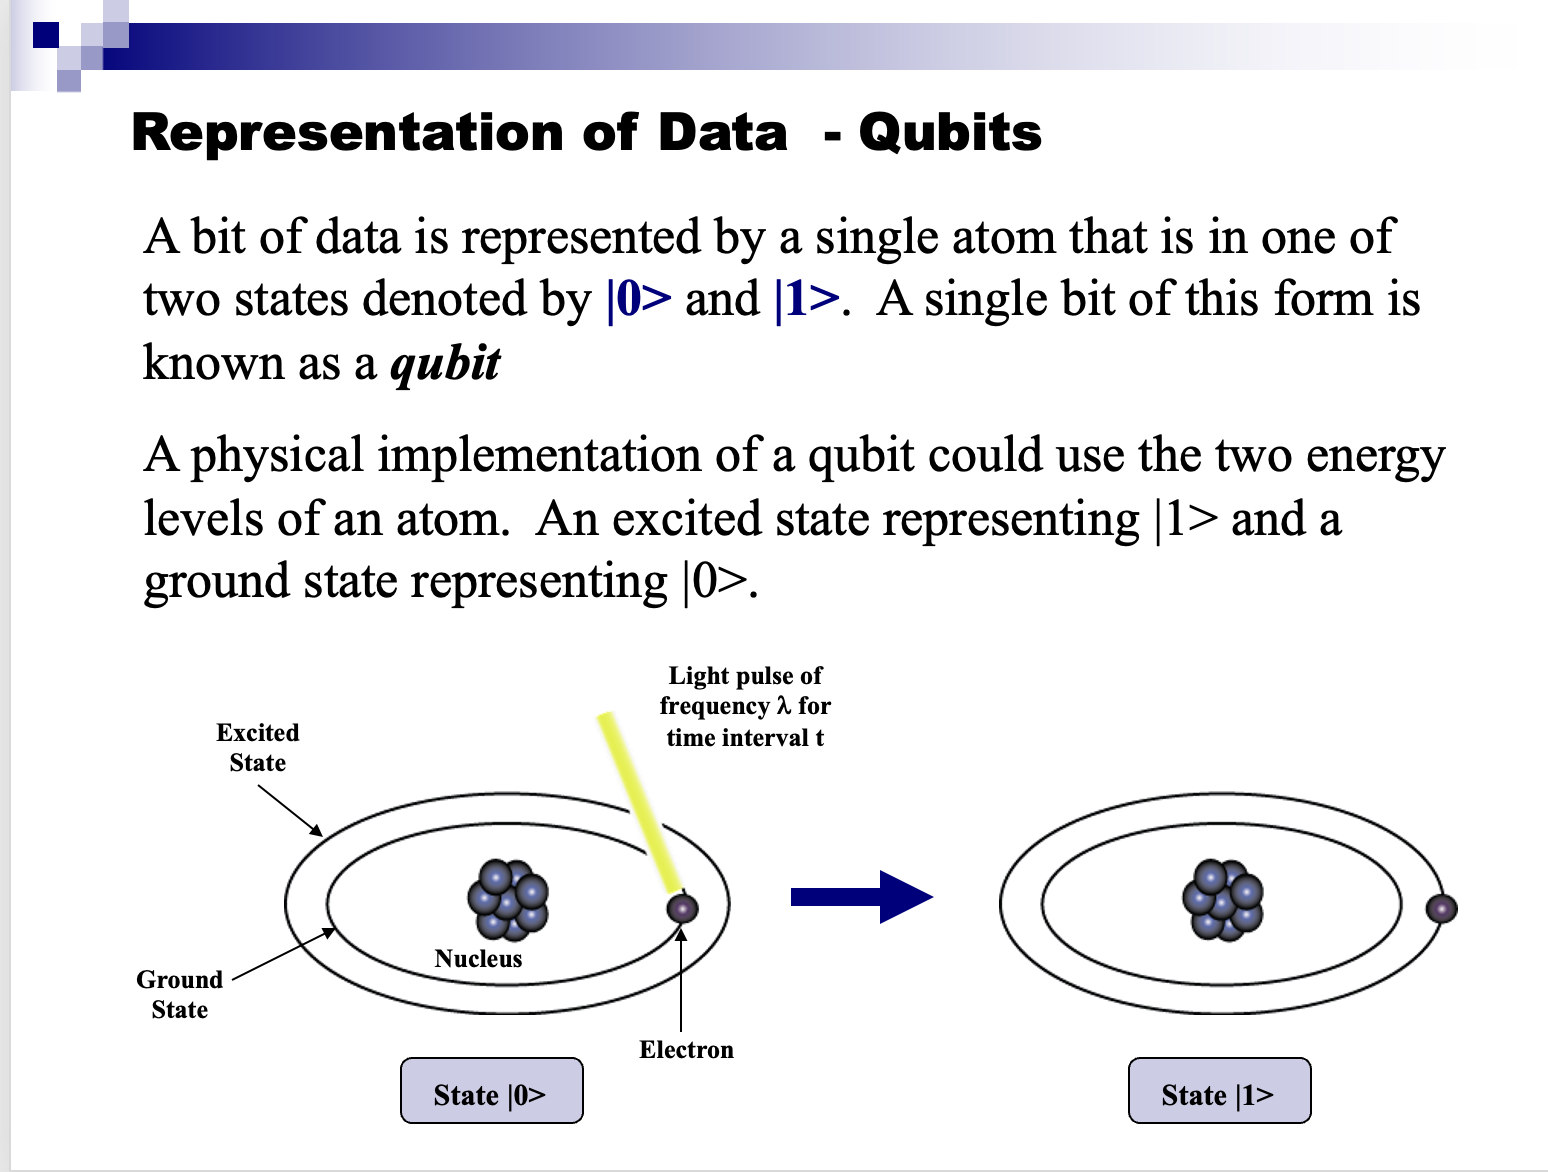 Representation of Data  - Qubits
A bit of data is represented by a single atom that is in one of
two states denoted by |0> and |1>.  A single bit of this form is
known as a qubit
A physical implementation of a qubit could use the two energy
levels of an atom.  An excited state representing |1> and a
ground state representing |0>.
Light pulse of
frequency λ for
time interval t
Excited
State
Nucleus
Ground
State
Electron
State |0>
State |1>